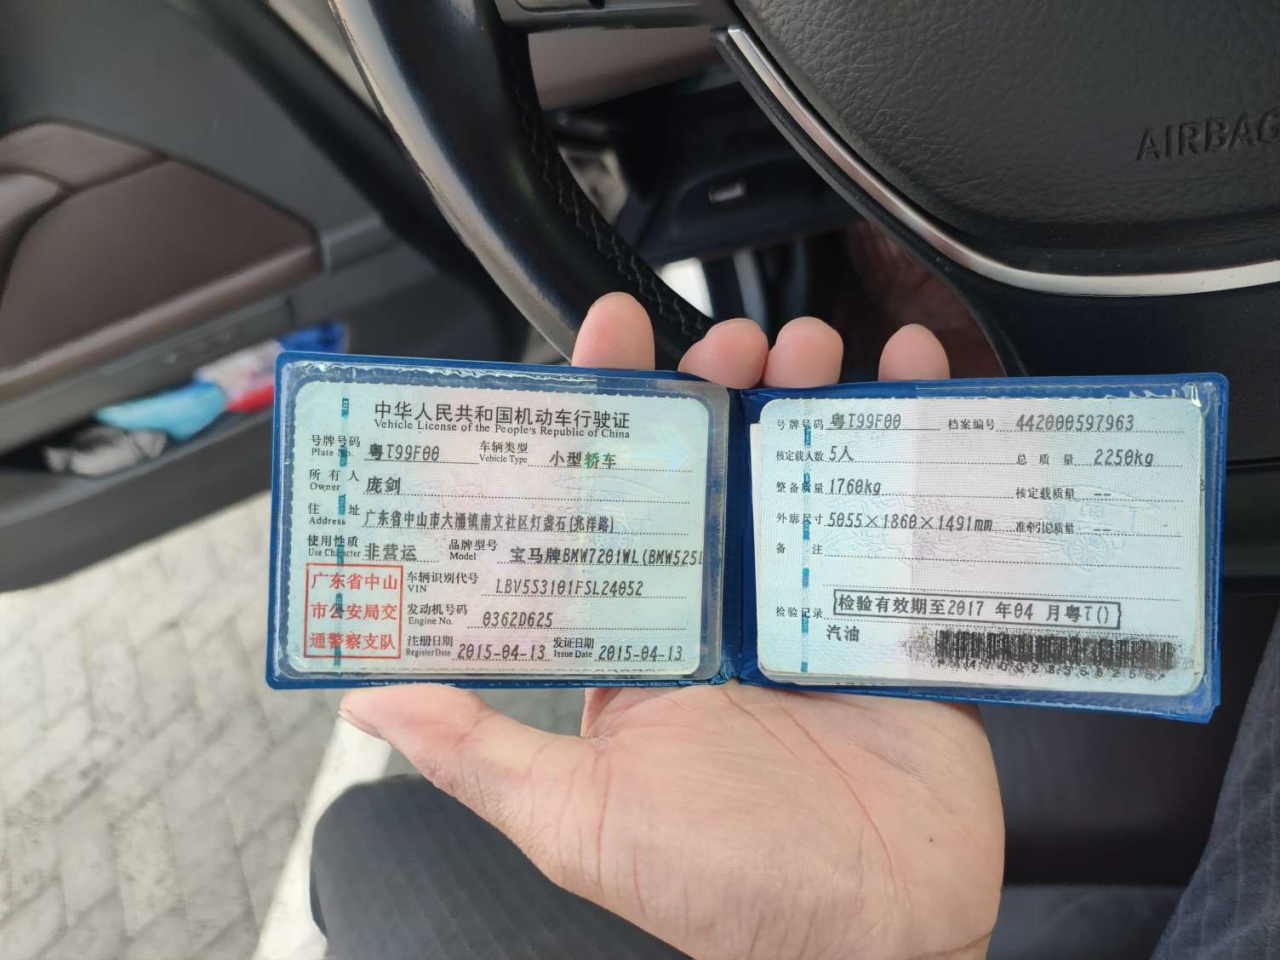 AIRBAG
中华人民共和国机动车行驶证
Vehicle License of the People's Republic of China
号牌号码 Plate No. 粤T99F00 车辆类型 Vehicle Type 小型轿车
所有人 Owner 庞剑
住址 Address 广东省中山市大涌镇南文社区灯盏石(兆洋路)
使用性质 Use Character 非营运 品牌型号 Model 宝马牌BMW7201WL(BMW525l
车辆识别代号 VIN LBV5S3101FSL24052
发动机号码 Engine No. 0362D625
注册日期 Register Date 2015-04-13 发证日期 Issue Date 2015-04-13
广东省中山
市公安局交
通警察支队
号牌号码 粤T99F00 档案编号 442000597963
核定载人数 5人 总质量 2250kg
整备质量 1760kg 核定载质量 --
外廓尺寸 5055×1860×1491mm 准牵引总质量 --
备注
检验记录 检验有效期至2017 年04 月粤T()
汽油